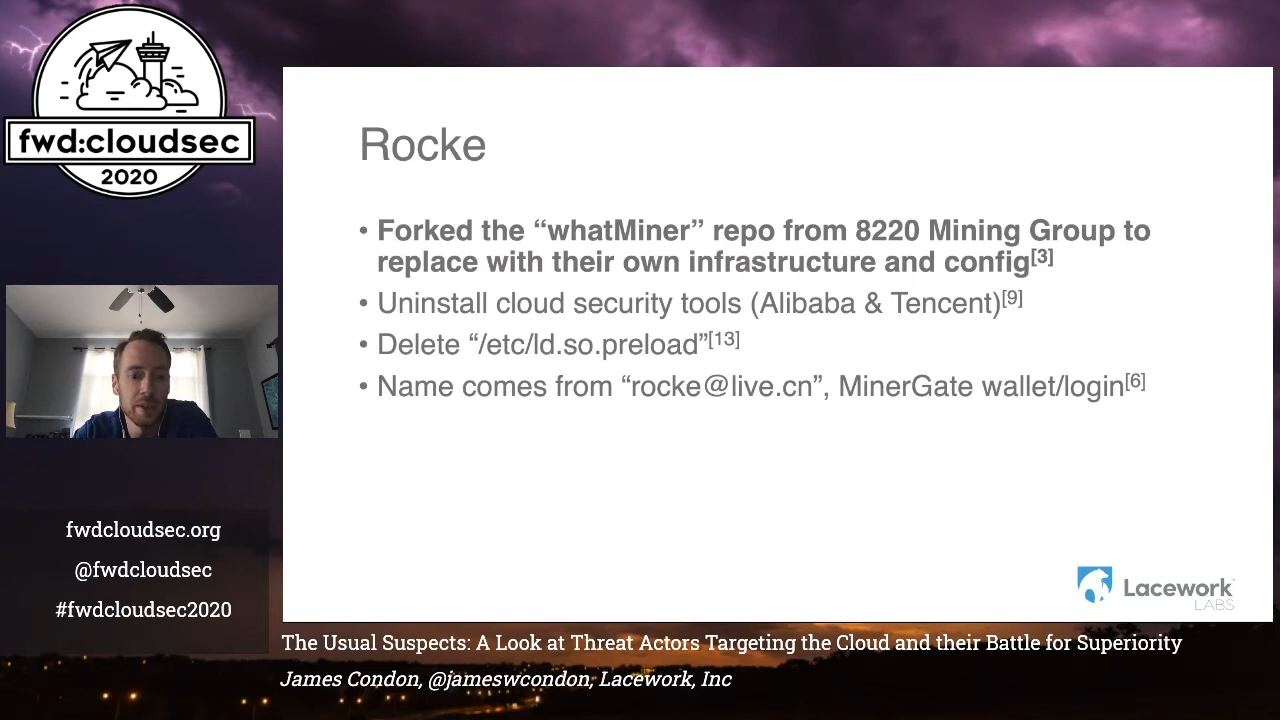 fwd:cloudsec
2020
Rocke
• Forked the “whatMiner” repo from 8220 Mining Group to
replace with their own infrastructure and config[3]
• Uninstall cloud security tools (Alibaba & Tencent)[9]
• Delete “/etc/ld.so.preload”[13]
• Name comes from “rocke@live.cn”, MinerGate wallet/login[6]
Lacework
LABS
fwdcloudsec.org
@fwdcloudsec
#fwdcloudsec2020
The Usual Suspects: A Look at Threat Actors Targeting the Cloud and their Battle for Superiority
James Condon, @jameswcondon, Lacework, Inc